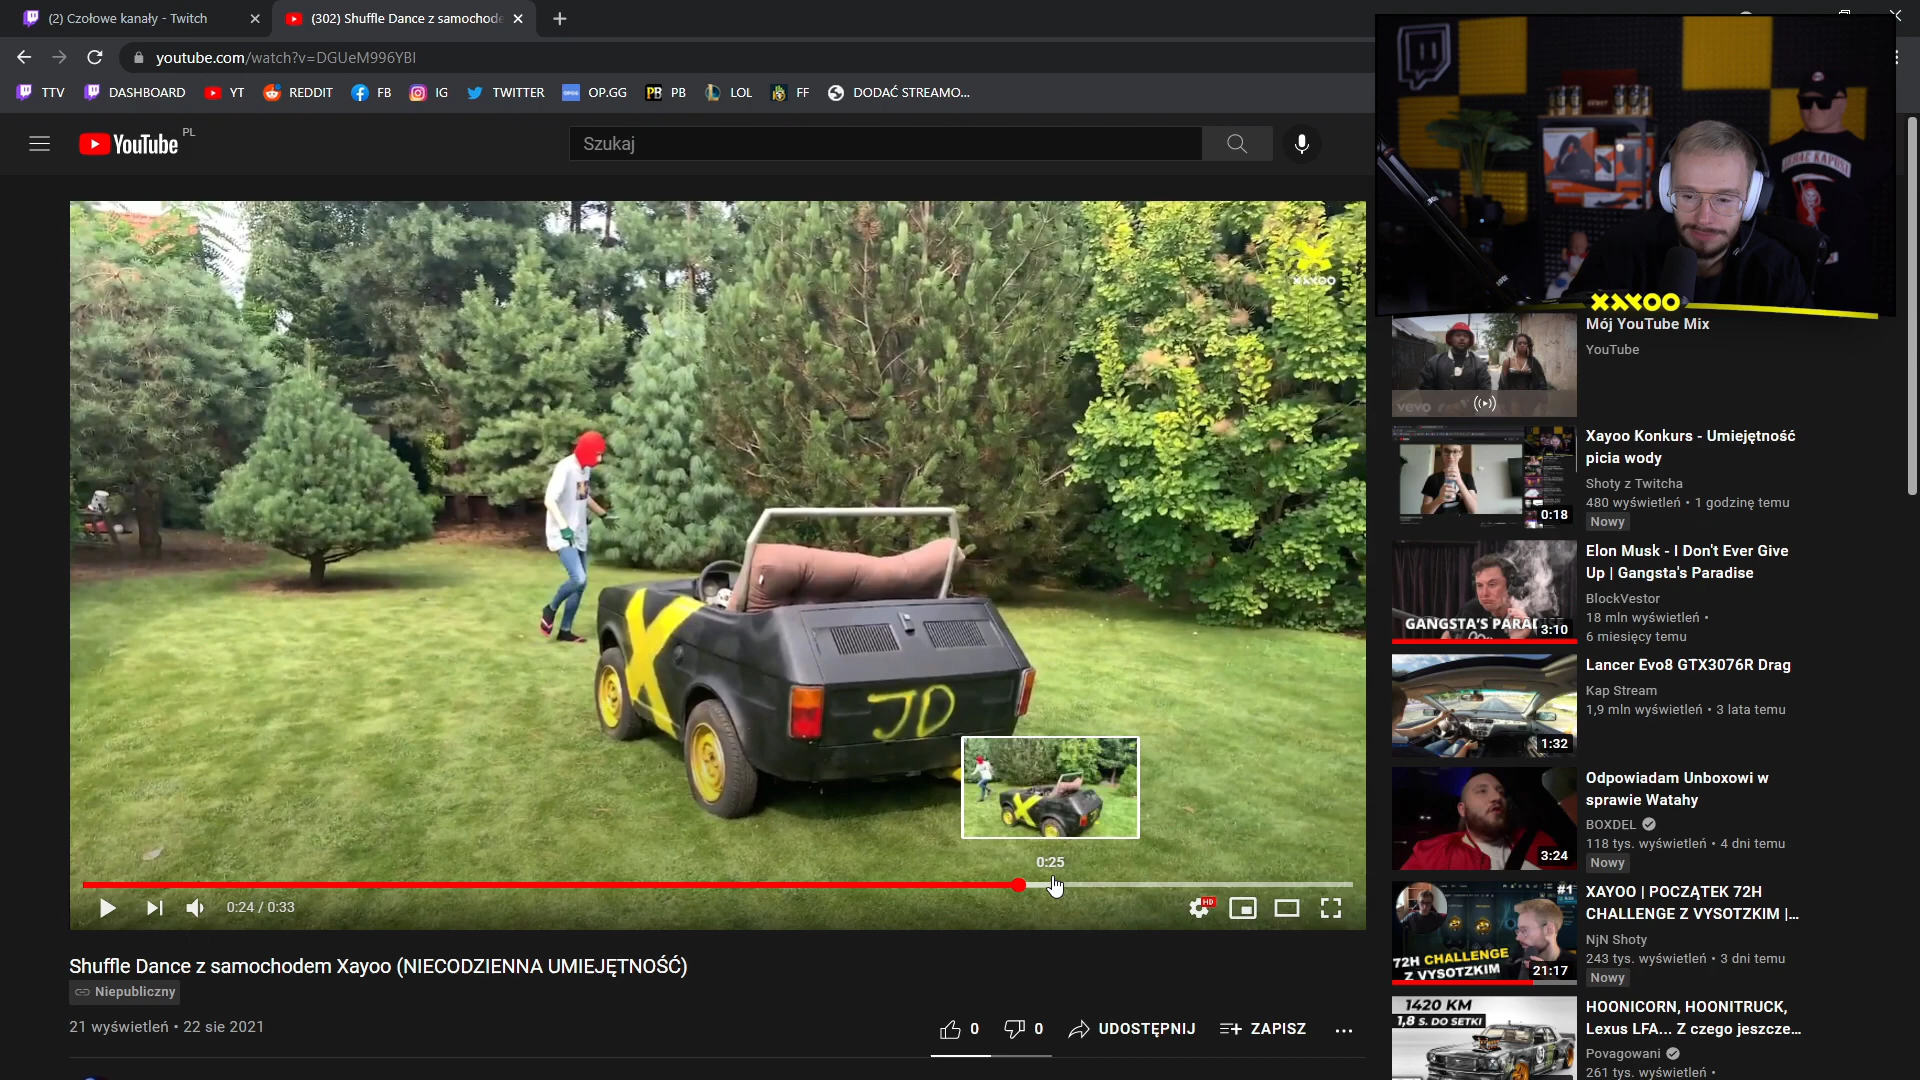 (2) Czołowe kanały - Twitch
(302) Shuffle Dance z samochode
youtube.com/watch?v=DGUeM996YBI
TTV
DASHBOARD
YT
REDDIT
FB
IG
TWITTER
OP.GG
PB
LOL
FF
DODAĆ STREAMO...
YouTube PL
Szukaj
XAYOO
XAYOO
JD
0:25
0:24 / 0:33
HD
Shuffle Dance z samochodem Xayoo (NIECODZIENNA UMIEJĘTNOŚĆ)
Niepubliczny
21 wyświetleń • 22 sie 2021
0
0
UDOSTĘPNIJ
ZAPISZ
vevo
Mój YouTube Mix
YouTube
0:18
Xayoo Konkurs - Umiejętność
picia wody
Shoty z Twitcha
480 wyświetleń • 1 godzinę temu
Nowy
GANGSTA'S PARADISE
3:10
Elon Musk - I Don't Ever Give
Up | Gangsta's Paradise
BlockVestor
18 mln wyświetleń •
6 miesięcy temu
1:32
Lancer Evo8 GTX3076R Drag
Kap Stream
1,9 mln wyświetleń • 3 lata temu
3:24
Odpowiadam Unboxowi w
sprawie Watahy
BOXDEL
118 tys. wyświetleń • 4 dni temu
Nowy
#1
72H CHALLENGE
Z VYSOTZKIM
21:17
XAYOO | POCZĄTEK 72H
CHALLENGE Z VYSOTZKIM |...
NjN Shoty
243 tys. wyświetleń • 3 dni temu
Nowy
1420 KM
1,8 S. DO SETKI
HOONICORN, HOONITRUCK,
Lexus LFA... Z czego jeszcze...
Povagowani
261 tys. wyświetleń •